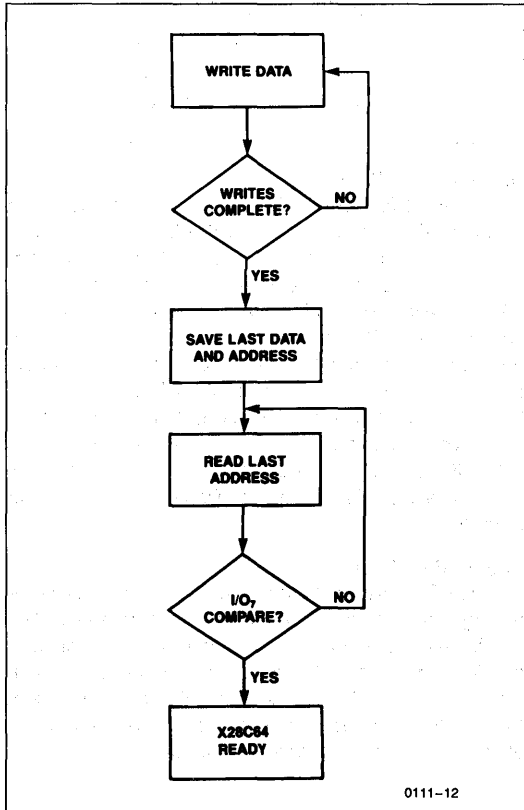 WRITE DATA
WRITES
COMPLETE?
NO
YES
SAVE LAST DATA
AND ADDRESS
READ LAST
ADDRESS
I/O₇
COMPARE?
NO
YES
X28C64
READY
0111–12